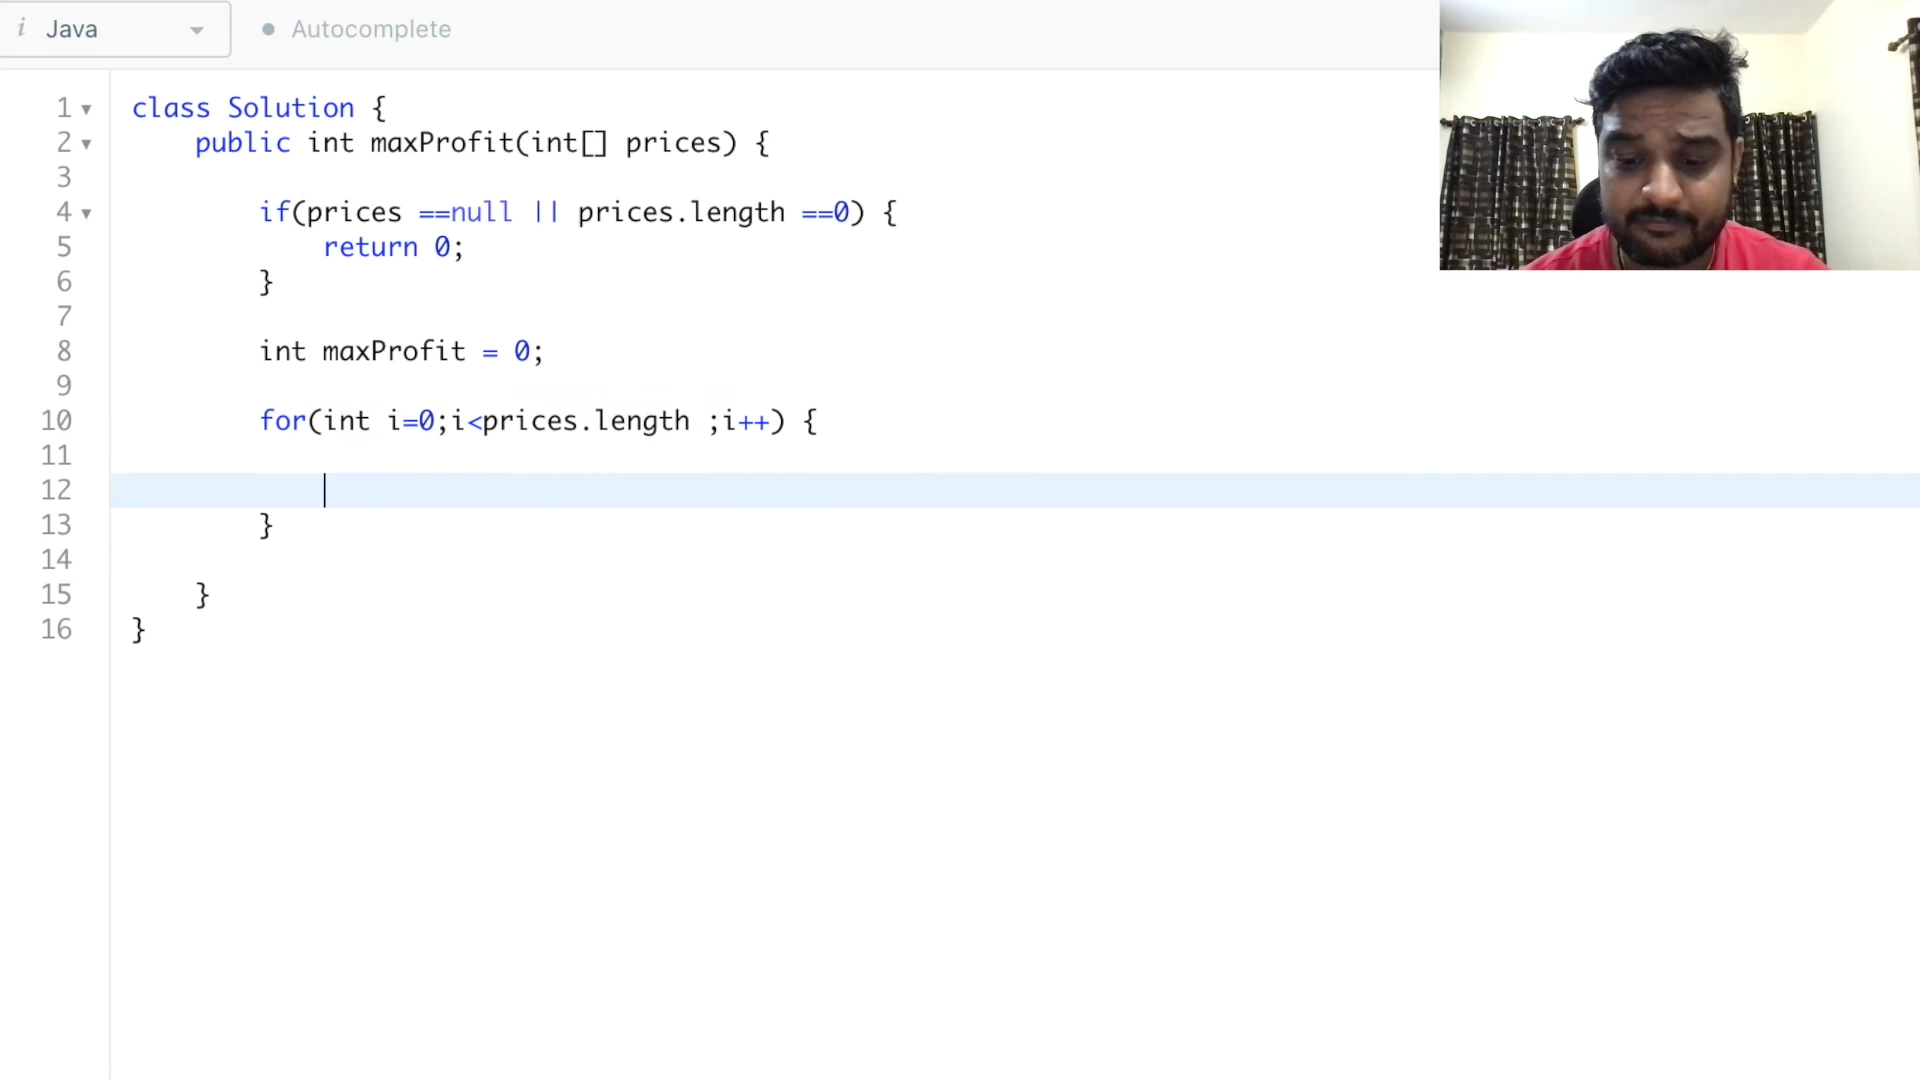 i Java Autocomplete
1 class Solution {
2 public int maxProfit(int[] prices) {
3
4 if(prices ==null || prices.length ==0) {
5 return 0;
6 }
7
8 int maxProfit = 0;
9
10 for(int i=0;i<prices.length ;i++) {
11
12
13 }
14
15 }
16 }